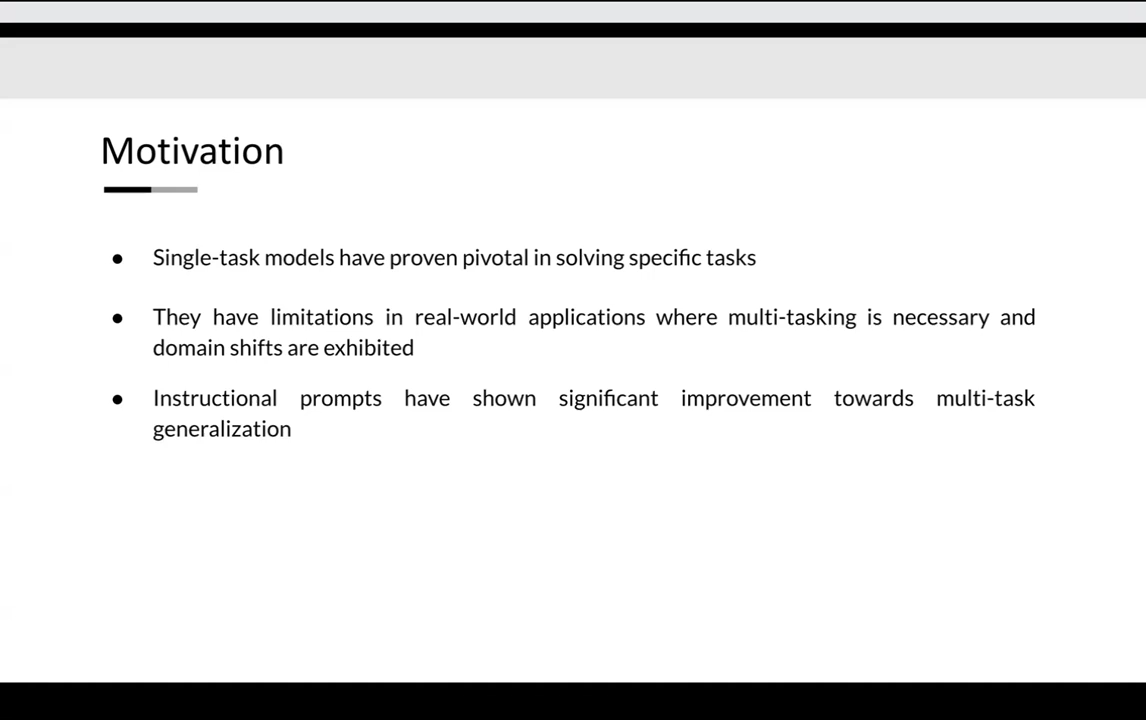 Motivation
● Single-task models have proven pivotal in solving specific tasks
● They have limitations in real-world applications where multi-tasking is necessary and
domain shifts are exhibited
● Instructional prompts have shown significant improvement towards multi-task
generalization